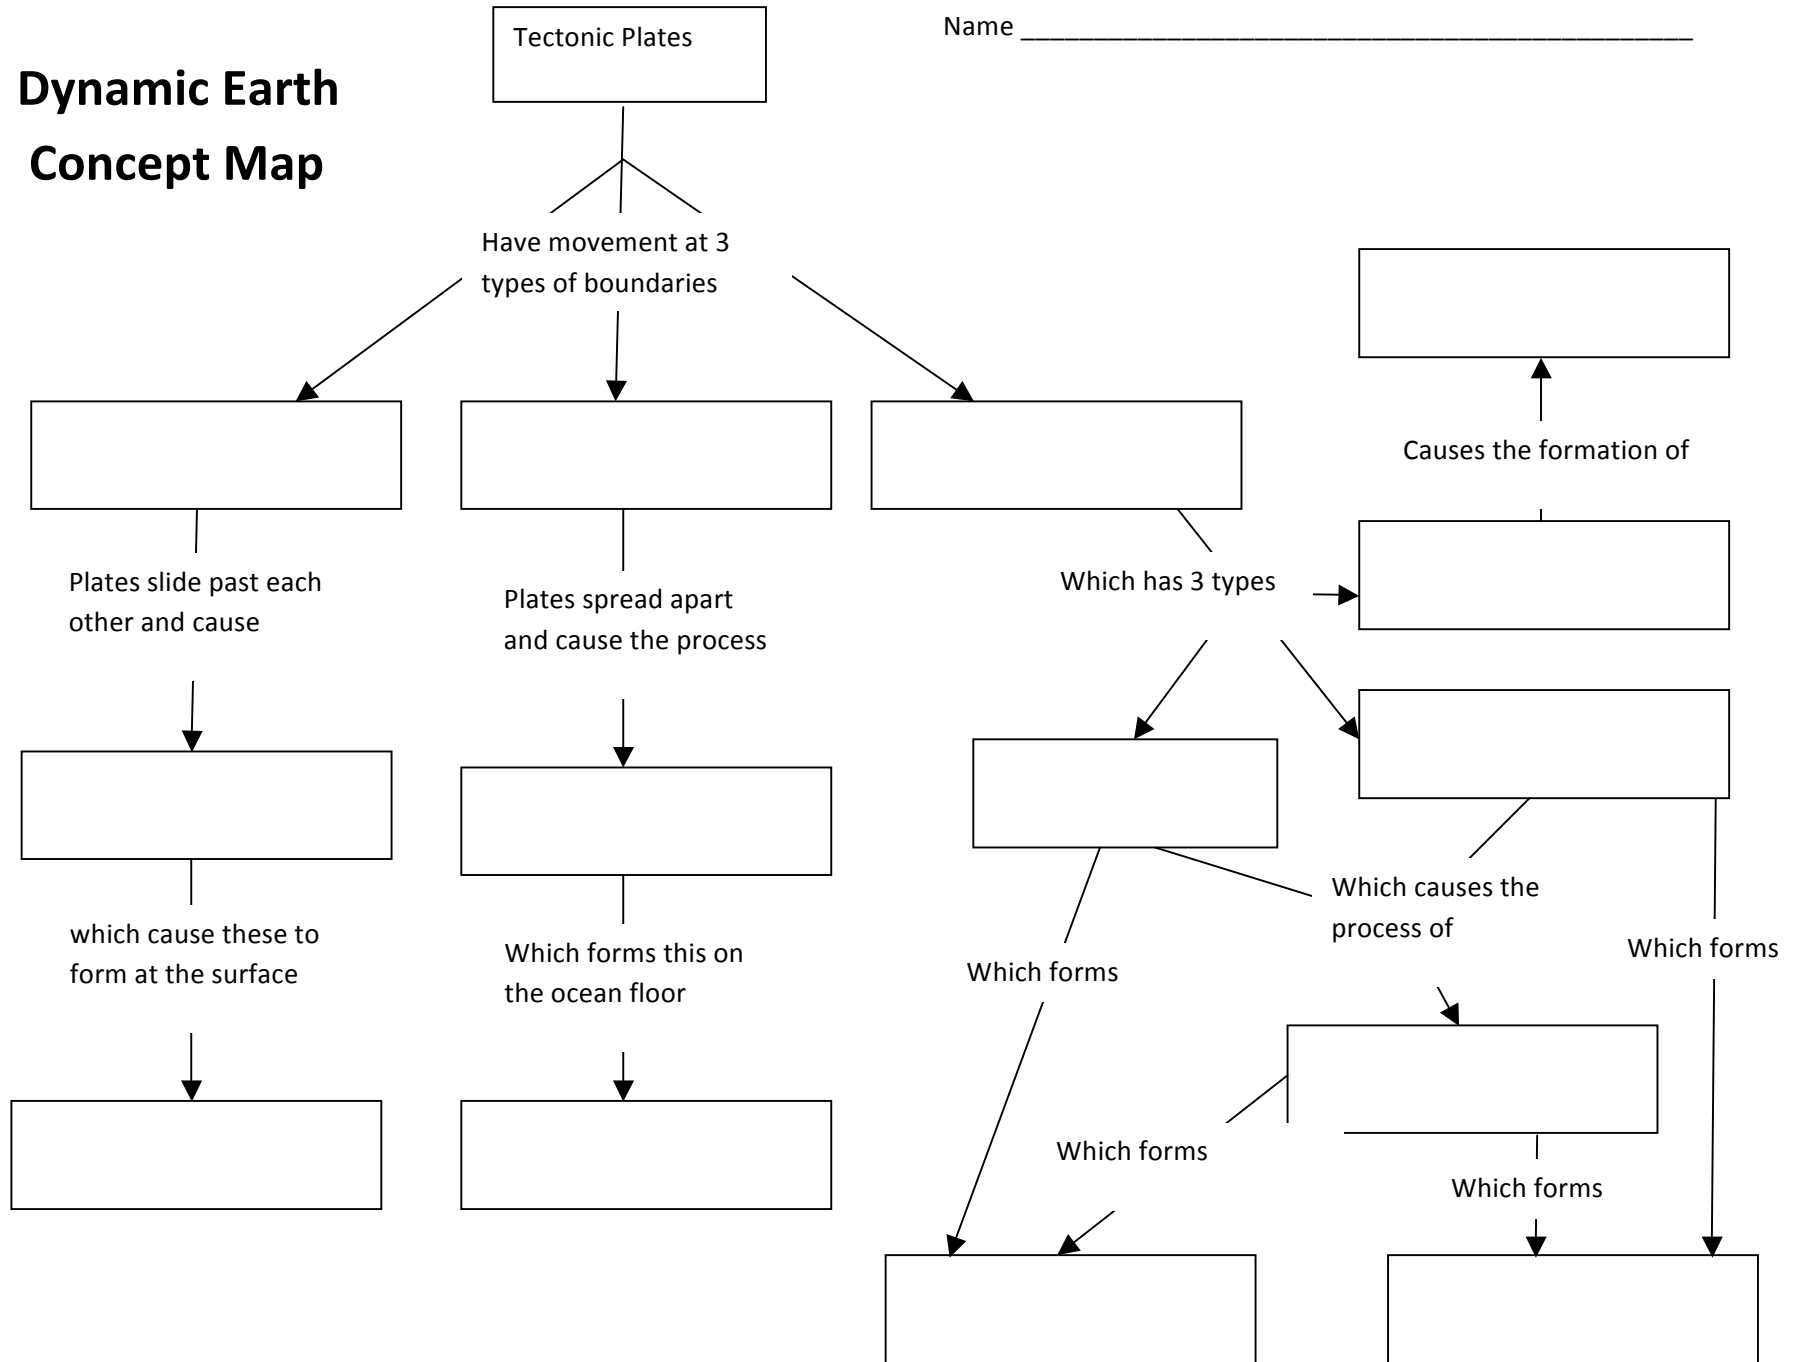 Tectonic Plates
Name ________________________________________________
Dynamic Earth
Concept Map
Have movement at 3
types of boundaries
Causes the formation of
Plates slide past each
other and cause
Plates spread apart
and cause the process
Which has 3 types
which cause these to
form at the surface
Which forms this on
the ocean floor
Which forms
Which causes the
process of
Which forms
Which forms
Which forms